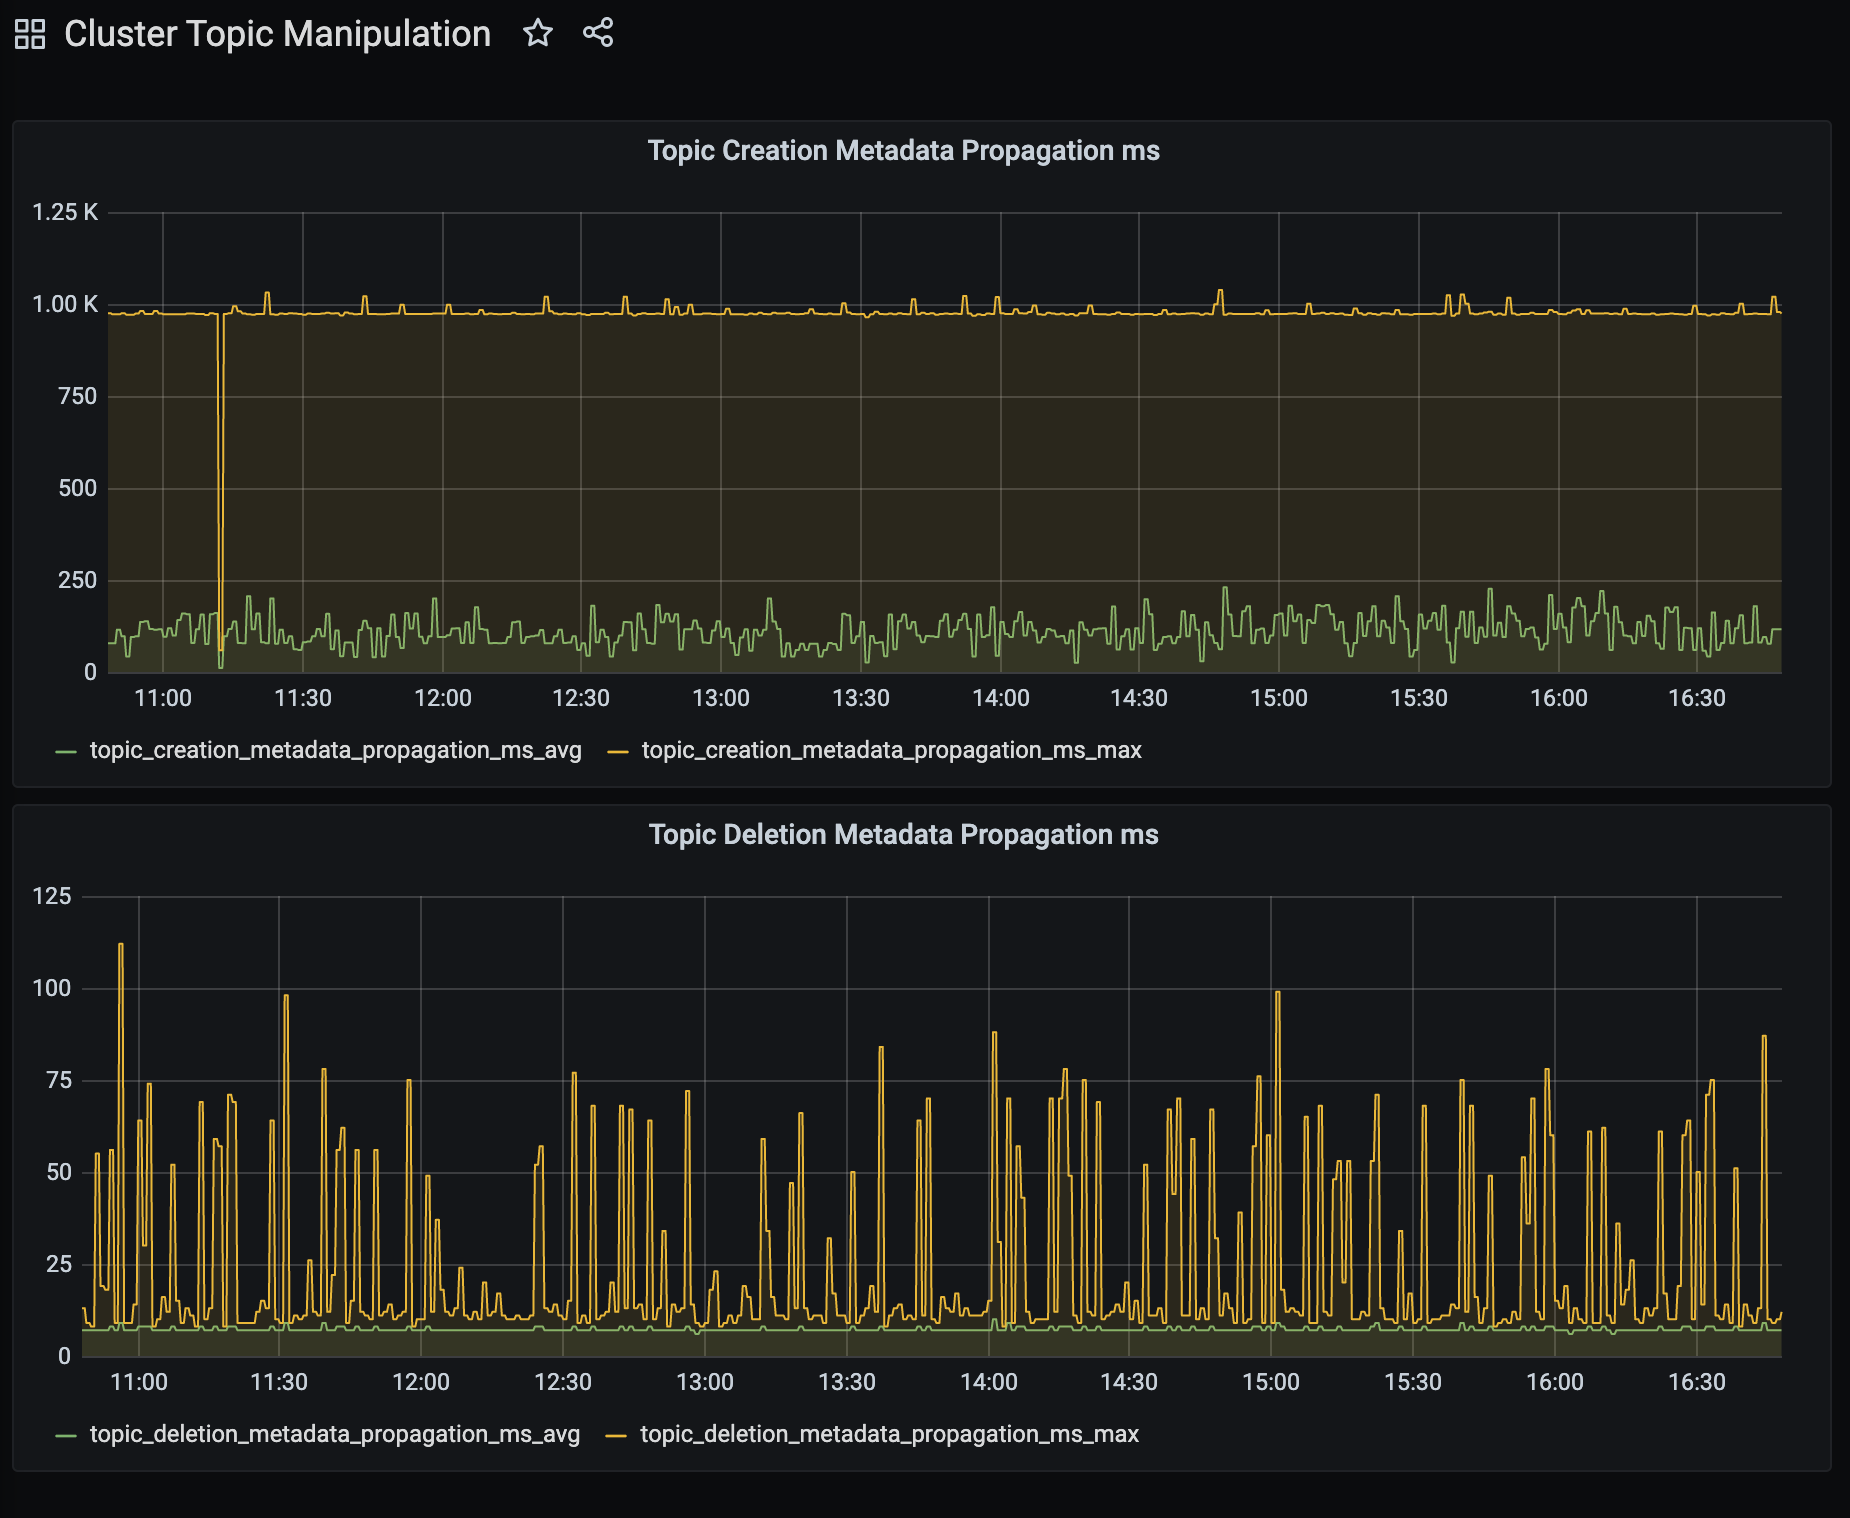 Cluster Topic Manipulation
Topic Creation Metadata Propagation ms
1.25 K
1.00 K
750
500
250
0
11:00 11:30 12:00 12:30 13:00 13:30 14:00 14:30 15:00 15:30 16:00 16:30
topic_creation_metadata_propagation_ms_avg topic_creation_metadata_propagation_ms_max
Topic Deletion Metadata Propagation ms
125
100
75
50
25
0
11:00 11:30 12:00 12:30 13:00 13:30 14:00 14:30 15:00 15:30 16:00 16:30
topic_deletion_metadata_propagation_ms_avg topic_deletion_metadata_propagation_ms_max